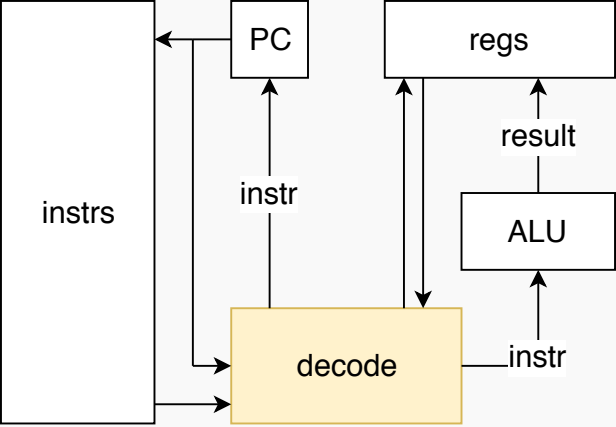 PC
regs
result
instr
instrs
ALU
decode
instr